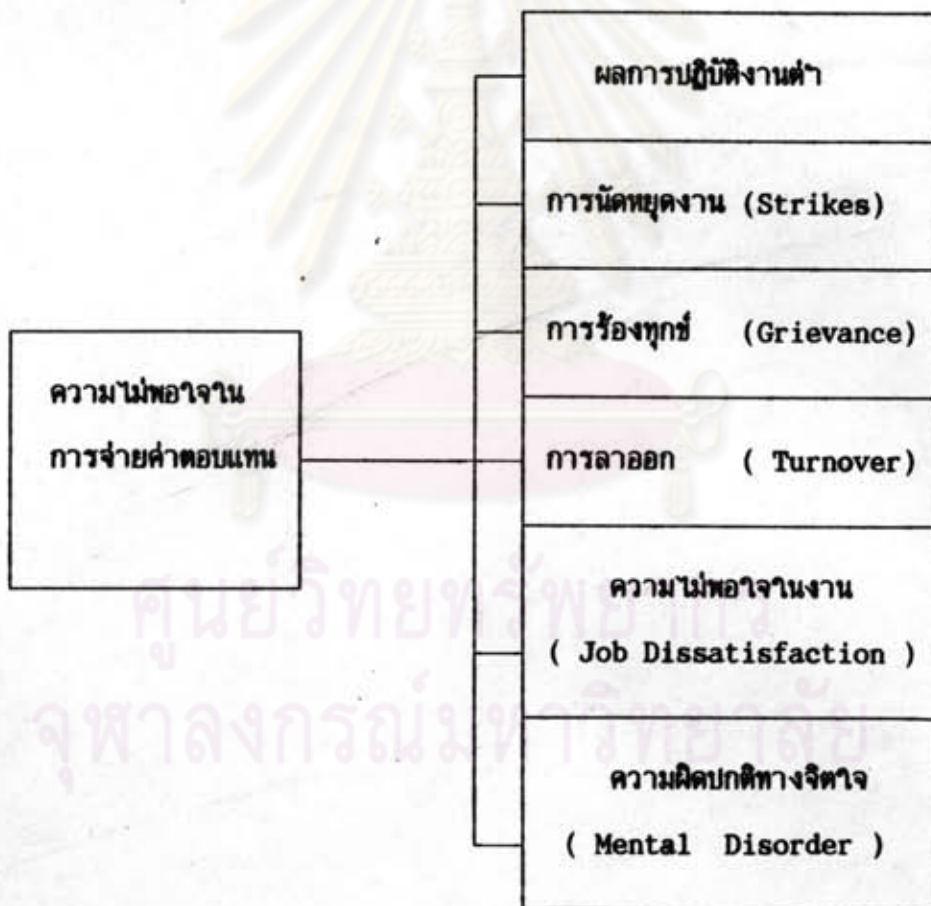 ความไม่พอใจใน
การจ่ายค่าตอบแทน
ผลการปฏิบัติงานต่ำ
การนัดหยุดงาน (Strikes)
การร้องทุกข์ (Grievance)
การลาออก ( Turnover)
ความไม่พอใจในงาน
( Job Dissatisfaction )
ความผิดปกติทางจิตใจ
( Mental Disorder )
ศูนย์วิทยทรัพยากร
จุฬาลงกรณ์มหาวิทยาลัย